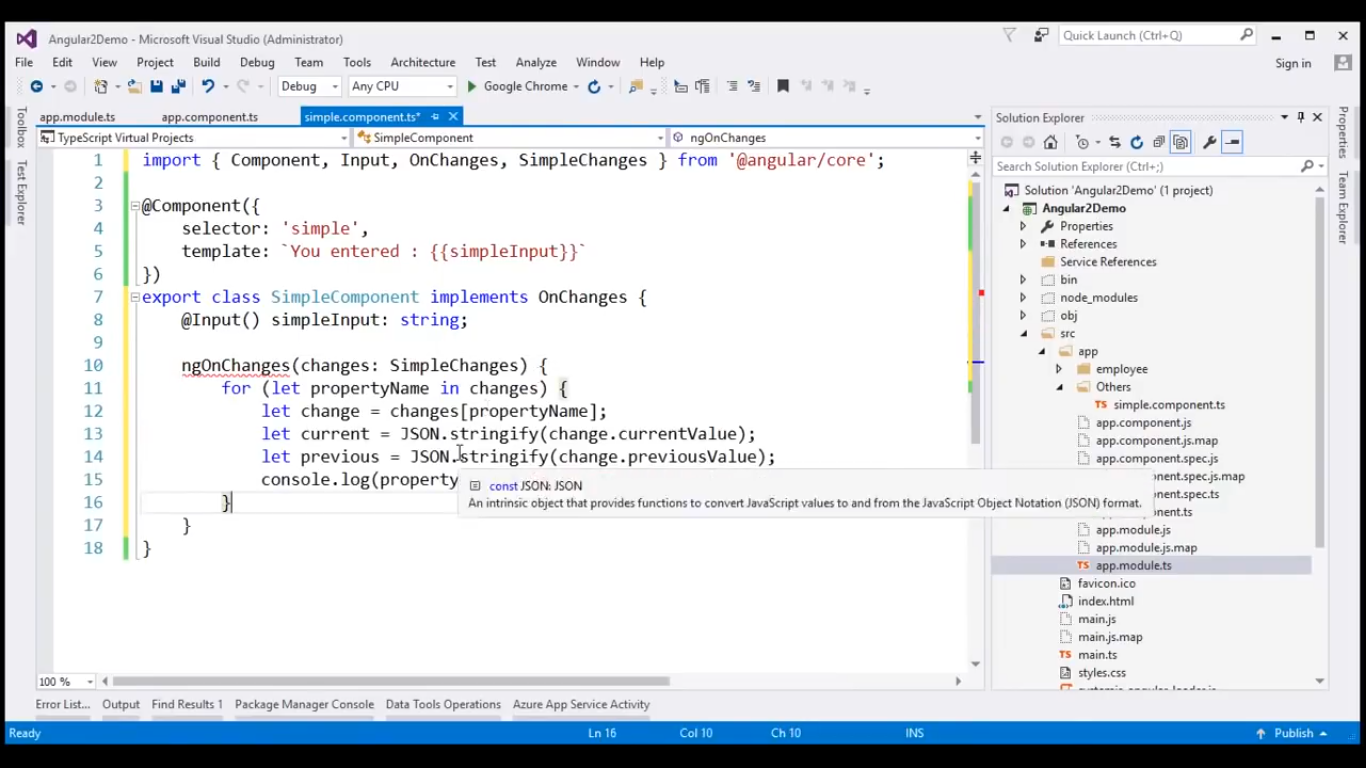 Angular2Demo - Microsoft Visual Studio (Administrator)
Quick Launch (Ctrl+Q)
File Edit View Project Build Debug Team Tools Architecture Test Analyze Window Help
Sign in
Debug Any CPU Google Chrome
app.module.ts app.component.ts simple.component.ts*
TypeScript Virtual Projects SimpleComponent ngOnChanges
Toolbox
Test Explorer
1 import { Component, Input, OnChanges, SimpleChanges } from '@angular/core';
2
3 @Component({
4 selector: 'simple',
5 template: `You entered : {{simpleInput}}`
6 })
7 export class SimpleComponent implements OnChanges {
8 @Input() simpleInput: string;
9
10 ngOnChanges(changes: SimpleChanges) {
11 for (let propertyName in changes) {
12 let change = changes[propertyName];
13 let current = JSON.stringify(change.currentValue);
14 let previous = JSON.stringify(change.previousValue);
15 console.log(property
16 }
17 }
18 }
const JSON: JSON
An intrinsic object that provides functions to convert JavaScript values to and from the JavaScript Object Notation (JSON) format.
100 %
Solution Explorer
Search Solution Explorer (Ctrl+;)
Solution 'Angular2Demo' (1 project)
Angular2Demo
Properties
References
Service References
bin
node_modules
obj
src
app
employee
Others
simple.component.ts
app.component.js
app.component.js.map
app.component.spec.js
onent.spec.ts
nent.ts
app.module.js
app.module.js.map
app.module.ts
favicon.ico
index.html
main.js
main.js.map
main.ts
styles.css
Properties
Team Explorer
Error List... Output Find Results 1 Package Manager Console Data Tools Operations Azure App Service Activity
Ready Ln 16 Col 10 Ch 10 INS Publish